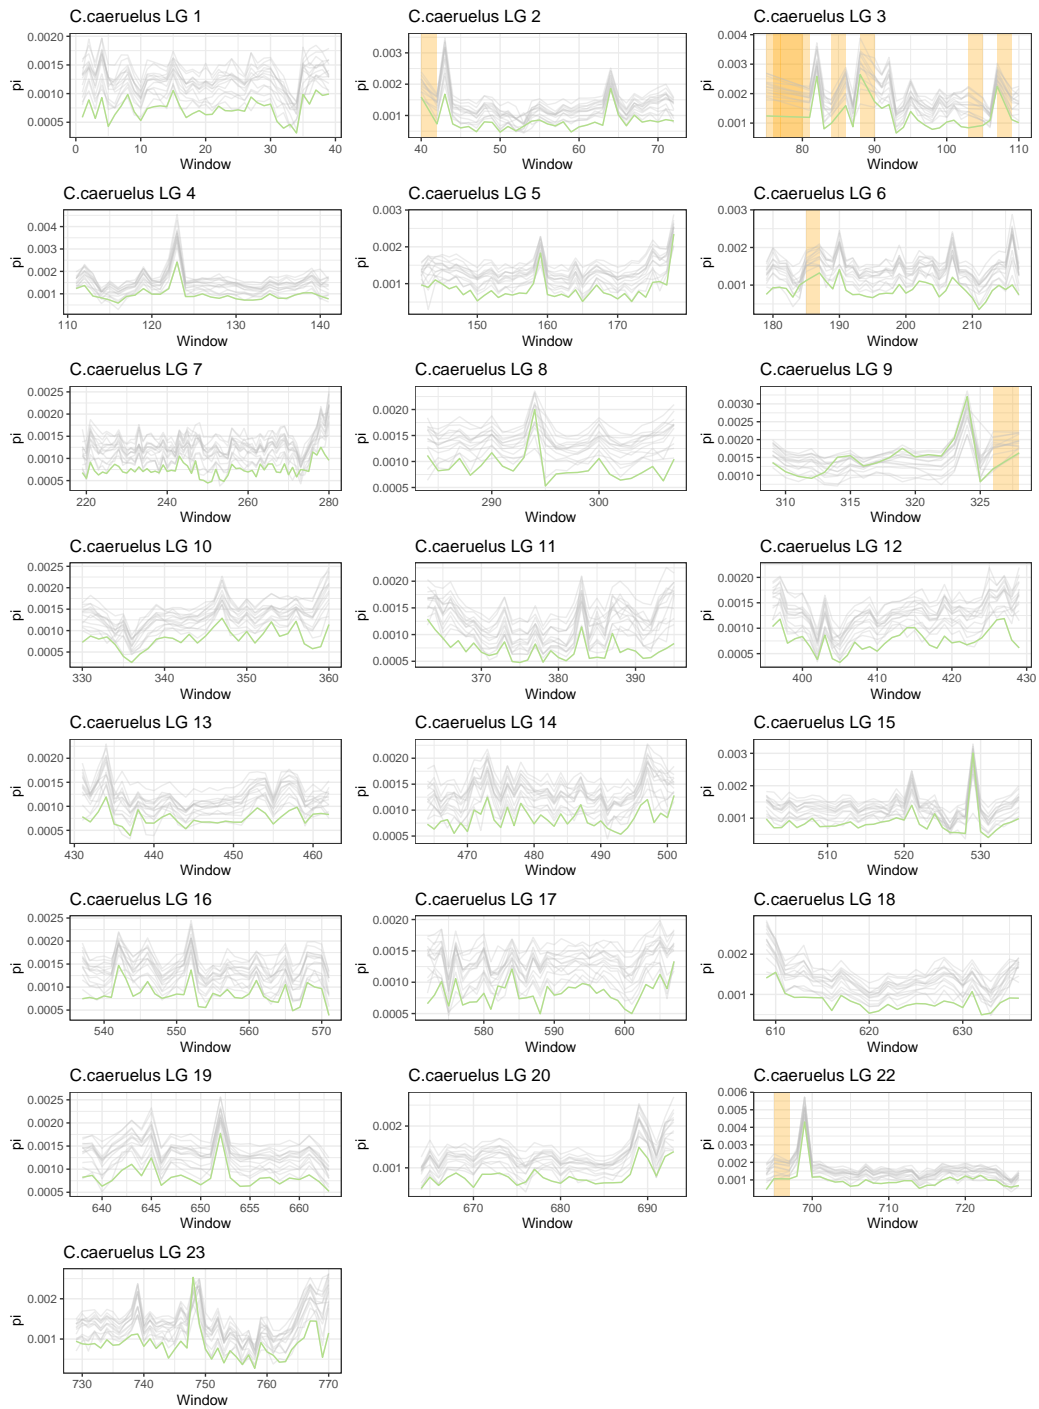 C.caeruelus LG 1
C.caeruelus LG 2
C.caeruelus LG 3
pi
0.0020
0.0015
0.0010
0.0005
0 10 20 30 40
Window
pi
0.003
0.002
0.001
40 50 60 70
Window
pi
0.004
0.003
0.002
0.001
80 90 100 110
Window
C.caeruelus LG 4
C.caeruelus LG 5
C.caeruelus LG 6
pi
0.004
0.003
0.002
0.001
110 120 130 140
Window
pi
0.003
0.002
0.001
150 160 170
Window
pi
0.003
0.002
0.001
180 190 200 210
Window
C.caeruelus LG 7
C.caeruelus LG 8
C.caeruelus LG 9
pi
0.0025
0.0020
0.0015
0.0010
0.0005
220 240 260 280
Window
pi
0.0020
0.0015
0.0010
0.0005
290 300
Window
pi
0.0030
0.0025
0.0020
0.0015
0.0010
310 315 320 325
Window
C.caeruelus LG 10
C.caeruelus LG 11
C.caeruelus LG 12
pi
0.0025
0.0020
0.0015
0.0010
0.0005
330 340 350 360
Window
pi
0.0020
0.0015
0.0010
0.0005
370 380 390
Window
pi
0.0020
0.0015
0.0010
0.0005
400 410 420 430
Window
C.caeruelus LG 13
C.caeruelus LG 14
C.caeruelus LG 15
pi
0.0020
0.0015
0.0010
0.0005
430 440 450 460
Window
pi
0.0020
0.0015
0.0010
0.0005
470 480 490 500
Window
pi
0.003
0.002
0.001
510 520 530
Window
C.caeruelus LG 16
C.caeruelus LG 17
C.caeruelus LG 18
pi
0.0025
0.0020
0.0015
0.0010
0.0005
540 550 560 570
Window
pi
0.0020
0.0015
0.0010
0.0005
580 590 600
Window
pi
0.002
0.001
610 620 630
Window
C.caeruelus LG 19
C.caeruelus LG 20
C.caeruelus LG 22
pi
0.0025
0.0020
0.0015
0.0010
0.0005
640 645 650 655 660
Window
pi
0.002
0.001
670 680 690
Window
pi
0.006
0.005
0.004
0.003
0.002
0.001
700 710 720
Window
C.caeruelus LG 23
pi
0.002
0.001
730 740 750 760 770
Window